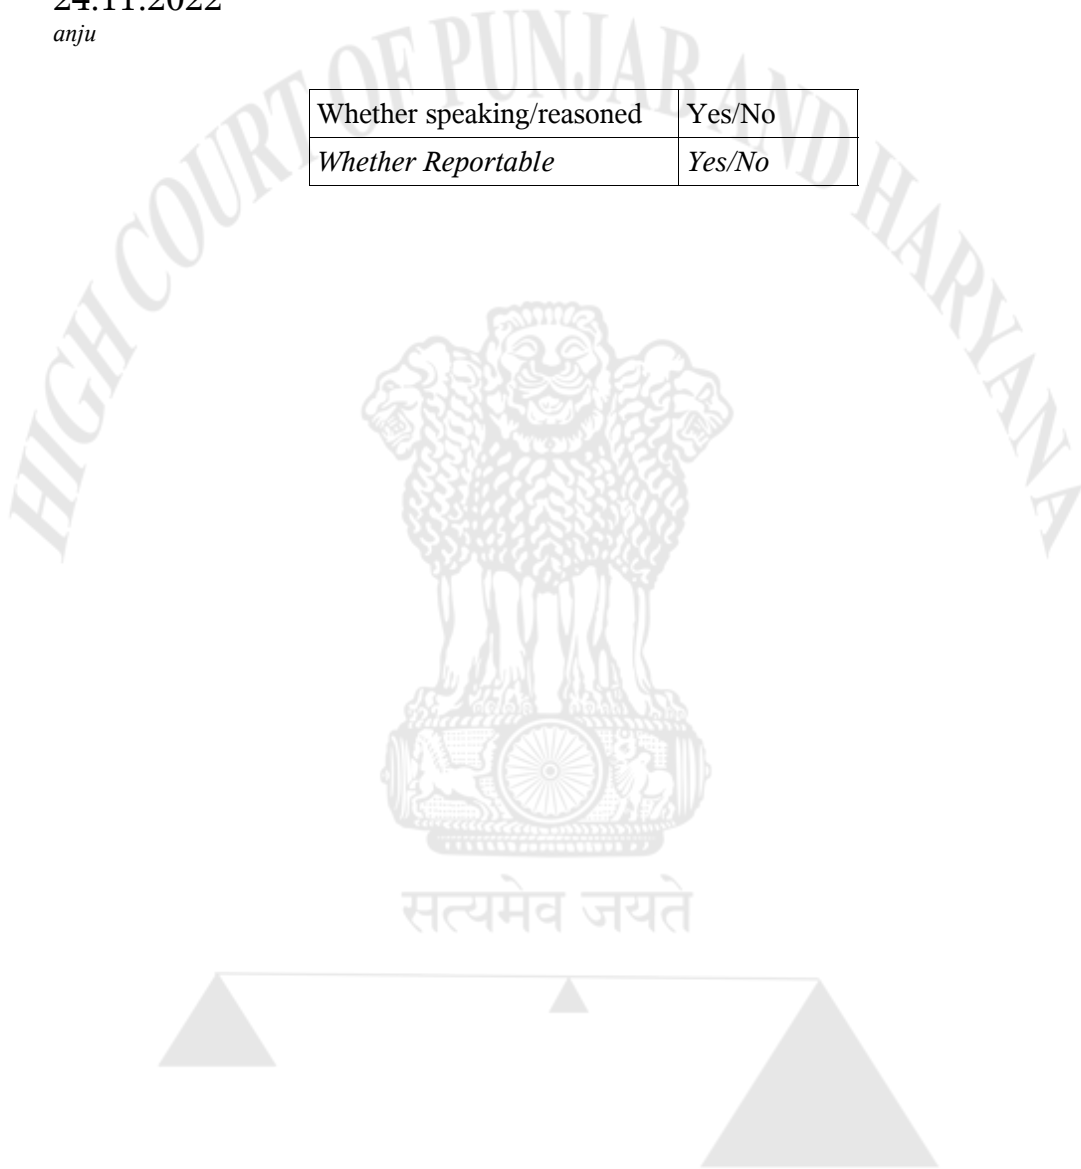 24.11.2022
anju
Whether speaking/reasoned Yes/No
Whether Reportable Yes/No
HIGH COURT OF PUNJAB AND HARYANA
सत्यमेव जयते